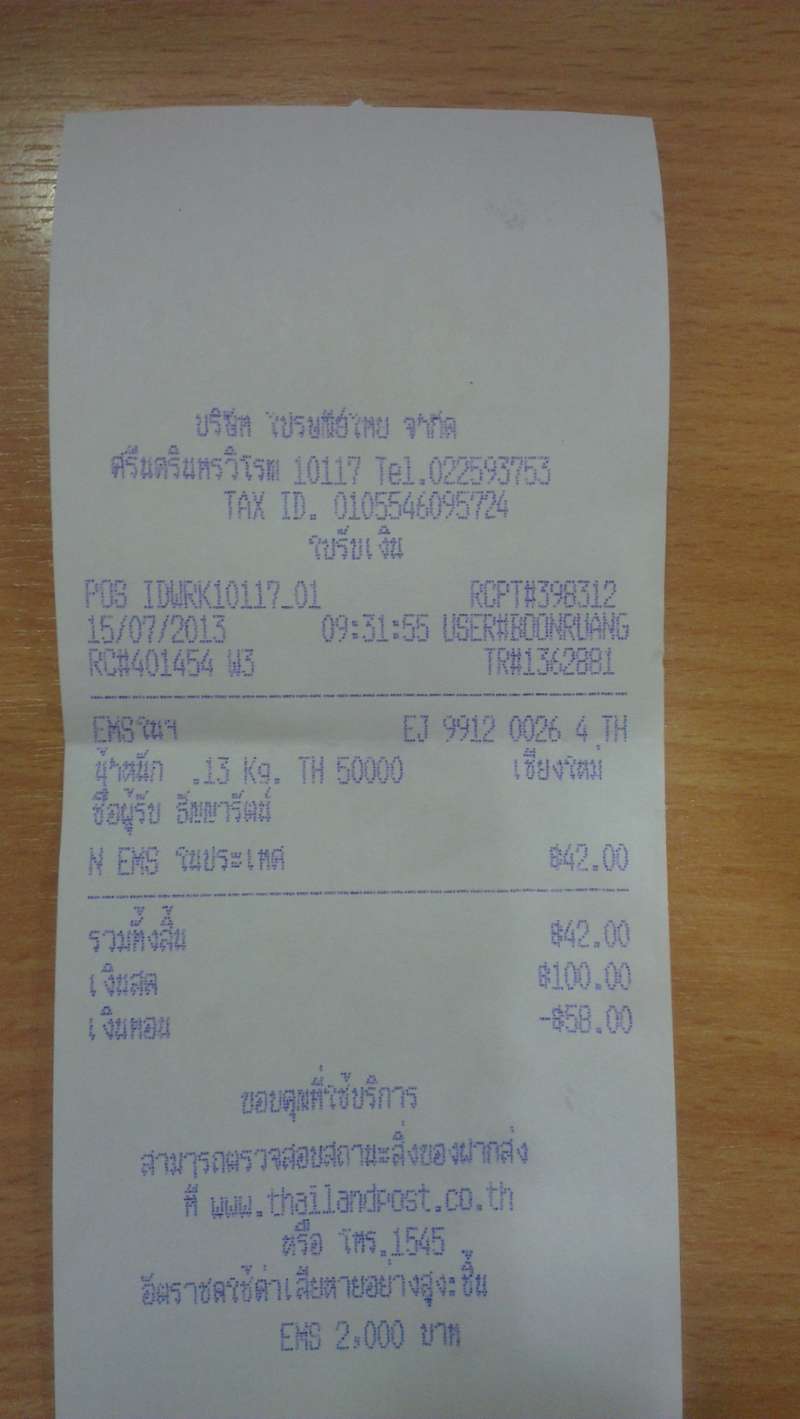 บริษัท ไปรษณีย์ไทย จำกัด
ศรีนครินทรวิโรฒ 10117 Tel.022593753
TAX ID. 0105546095724
ใบรับเงิน
POS IDWRK10117_01 RCPT#398312
15/07/2013 09:31:55 USER#BOONRUANG
RC#401454 W3 TR#1362881
EMSในฯ EJ 9912 0026 4 TH
น้ำหนัก .13 Kg. TH 50000 เชียงใหม่
ชื่อผู้รับ ธัญญารัตน์
N EMS ในประเทศ ฿42.00
รวมทั้งสิ้น ฿42.00
เงินสด ฿100.00
เงินทอน -฿58.00
ขอบคุณที่ใช้บริการ
สามารถตรวจสอบสถานะสิ่งของฝากส่ง
ที่ www.thailandpost.co.th
หรือ โทร.1545
อัตราชดใช้ค่าเสียหายอย่างสูงะชิ้น
EMS 2,000 บาท